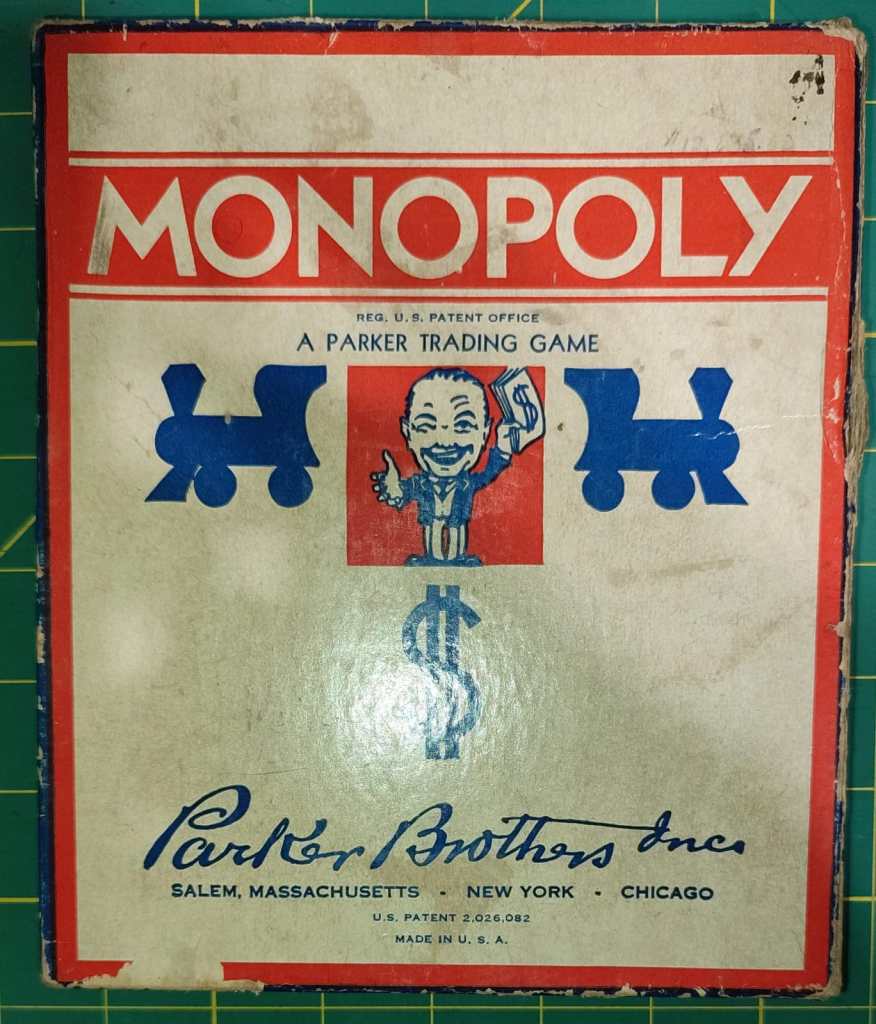 MONOPOLY
REG. U. S. PATENT OFFICE
A PARKER TRADING GAME
$
$
Parker Brothers Inc.
SALEM, MASSACHUSETTS • NEW YORK • CHICAGO
U.S. PATENT 2,026,082
MADE IN U. S. A.